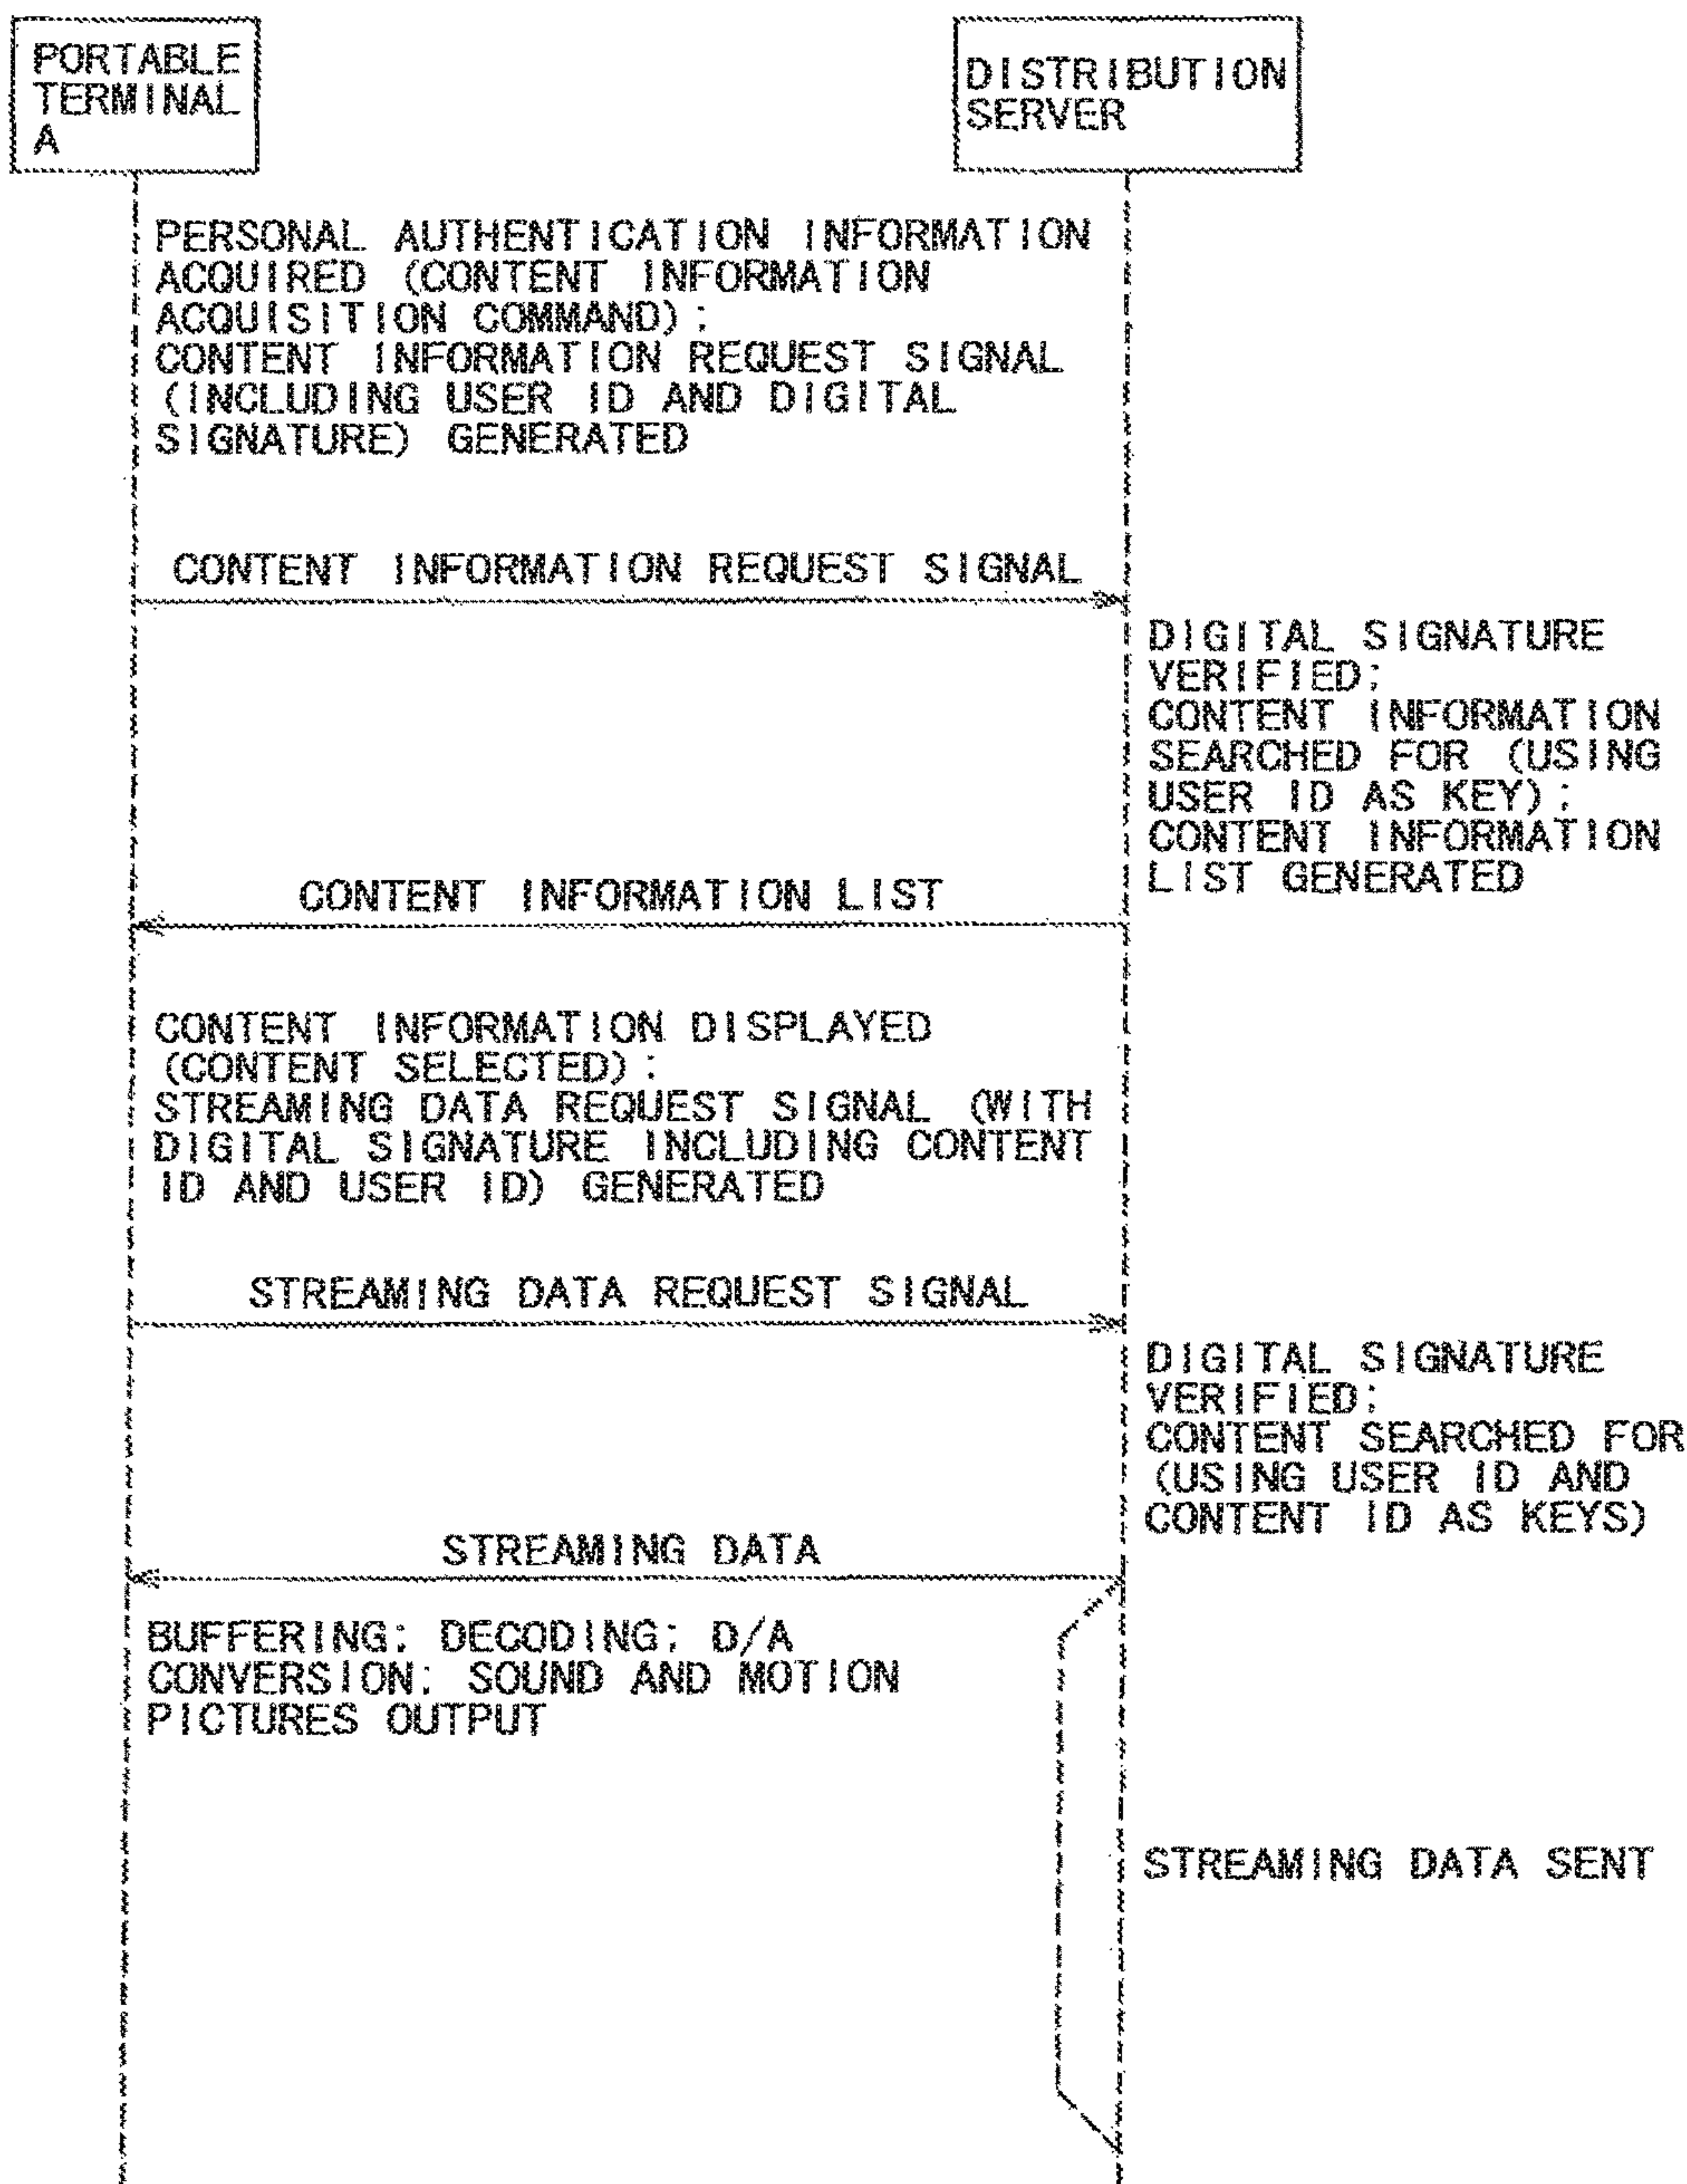 PORTABLE
TERMINAL
A
DISTRIBUTION
SERVER
PERSONAL AUTHENTICATION INFORMATION
ACQUIRED (CONTENT INFORMATION
ACQUISITION COMMAND);
CONTENT INFORMATION REQUEST SIGNAL
(INCLUDING USER ID AND DIGITAL
SIGNATURE) GENERATED
CONTENT INFORMATION REQUEST SIGNAL
DIGITAL SIGNATURE
VERIFIED;
CONTENT INFORMATION
SEARCHED FOR (USING
USER ID AS KEY);
CONTENT INFORMATION
LIST GENERATED
CONTENT INFORMATION LIST
CONTENT INFORMATION DISPLAYED
(CONTENT SELECTED);
STREAMING DATA REQUEST SIGNAL (WITH
DIGITAL SIGNATURE INCLUDING CONTENT
ID AND USER ID) GENERATED
STREAMING DATA REQUEST SIGNAL
DIGITAL SIGNATURE
VERIFIED;
CONTENT SEARCHED FOR
(USING USER ID AND
CONTENT ID AS KEYS)
STREAMING DATA
BUFFERING; DECODING; D/A
CONVERSION; SOUND AND MOTION
PICTURES OUTPUT
STREAMING DATA SENT